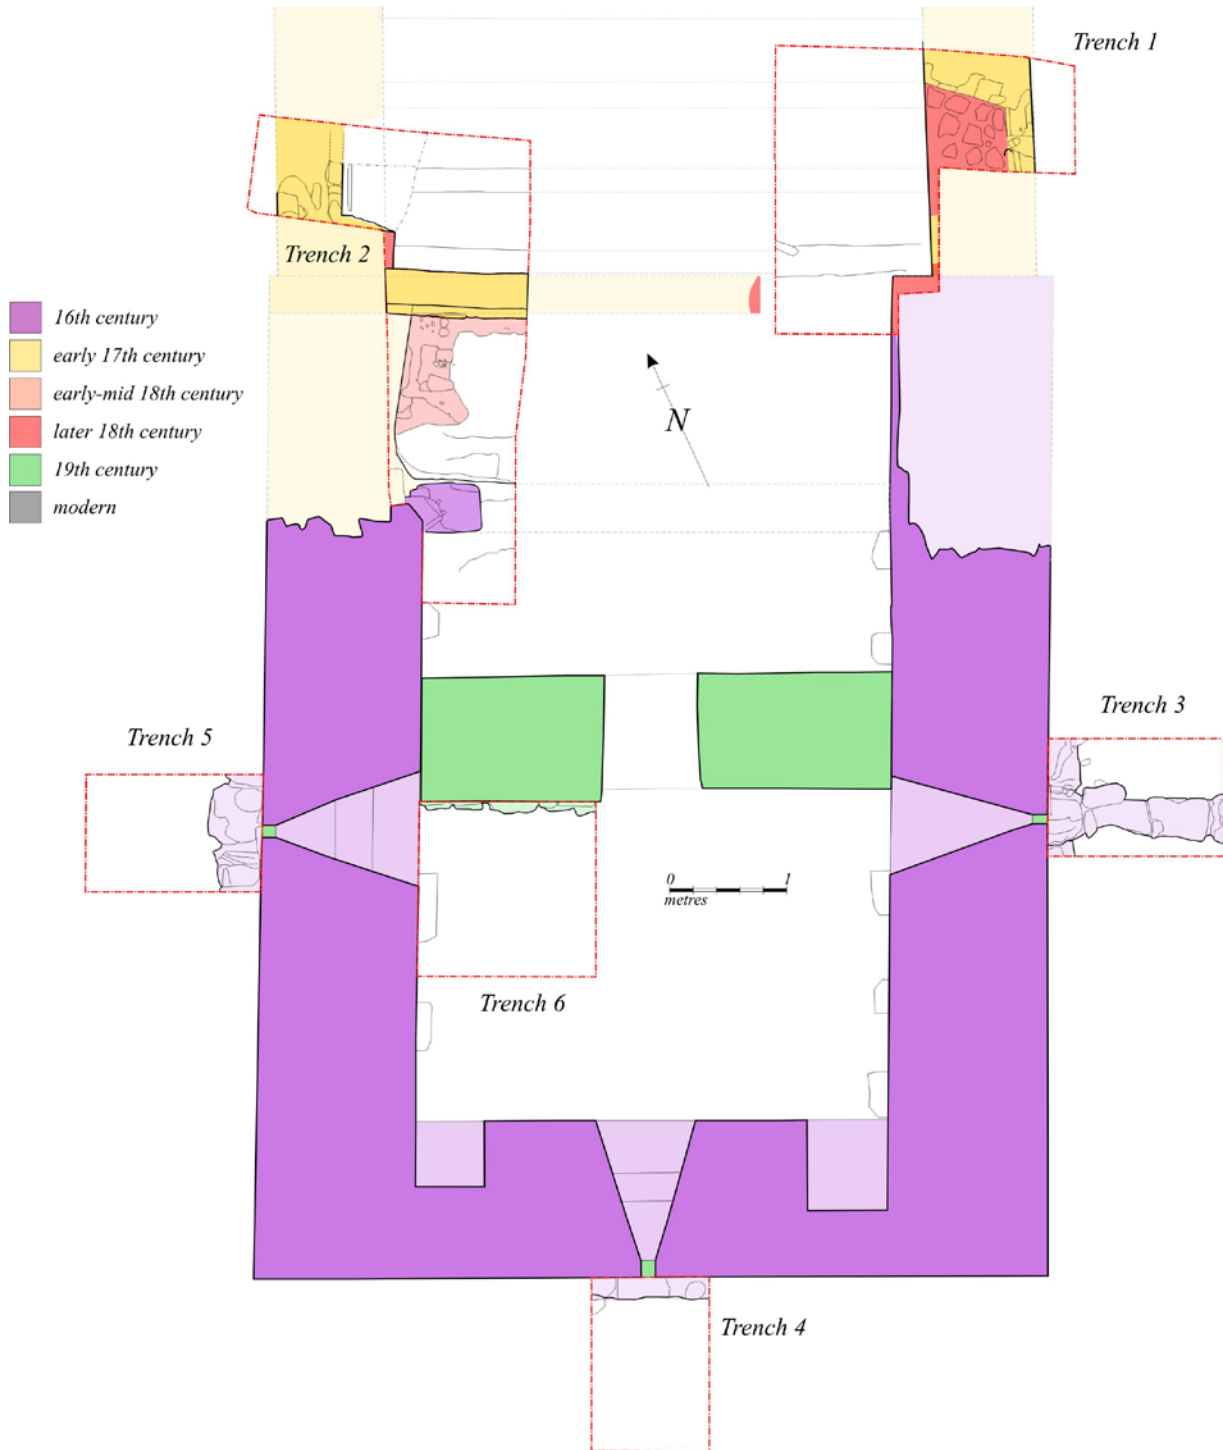 Trench 1
Trench 2
16th century
early 17th century
early-mid 18th century
later 18th century
19th century
modern
N
Trench 3
Trench 5
0 1
metres
Trench 6
Trench 4